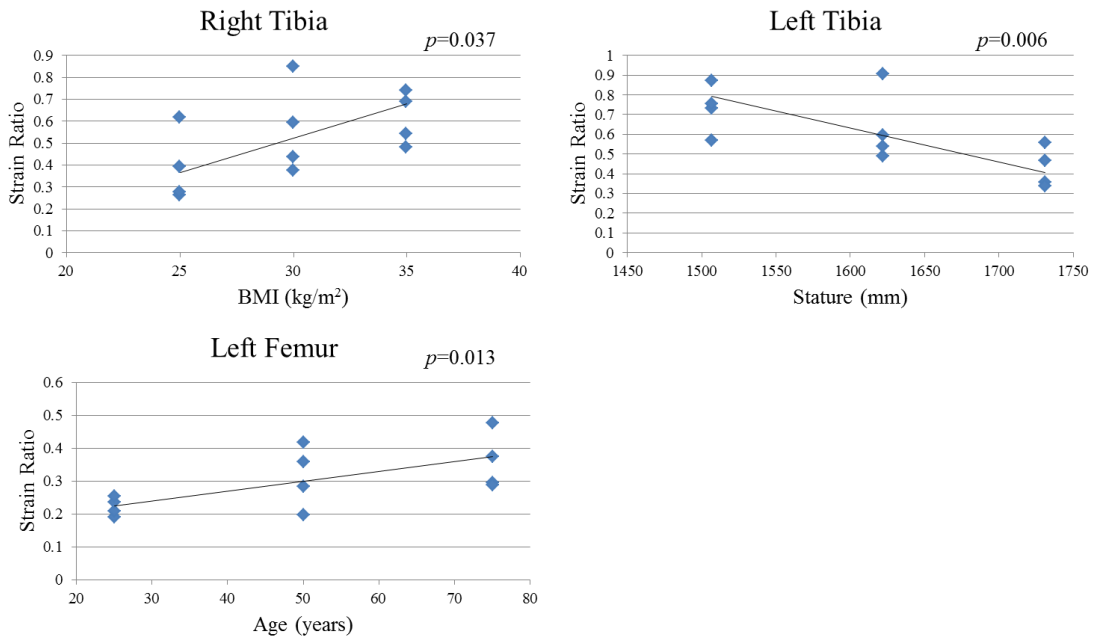 Right Tibia
p=0.037
Strain Ratio
0.9
0.8
0.7
0.6
0.5
0.4
0.3
0.2
0.1
0
20 25 30 35 40
BMI (kg/m²)
Left Tibia
p=0.006
Strain Ratio
1
0.9
0.8
0.7
0.6
0.5
0.4
0.3
0.2
0.1
0
1450 1500 1550 1600 1650 1700 1750
Stature (mm)
Left Femur
p=0.013
Strain Ratio
0.6
0.5
0.4
0.3
0.2
0.1
0
20 30 40 50 60 70 80
Age (years)